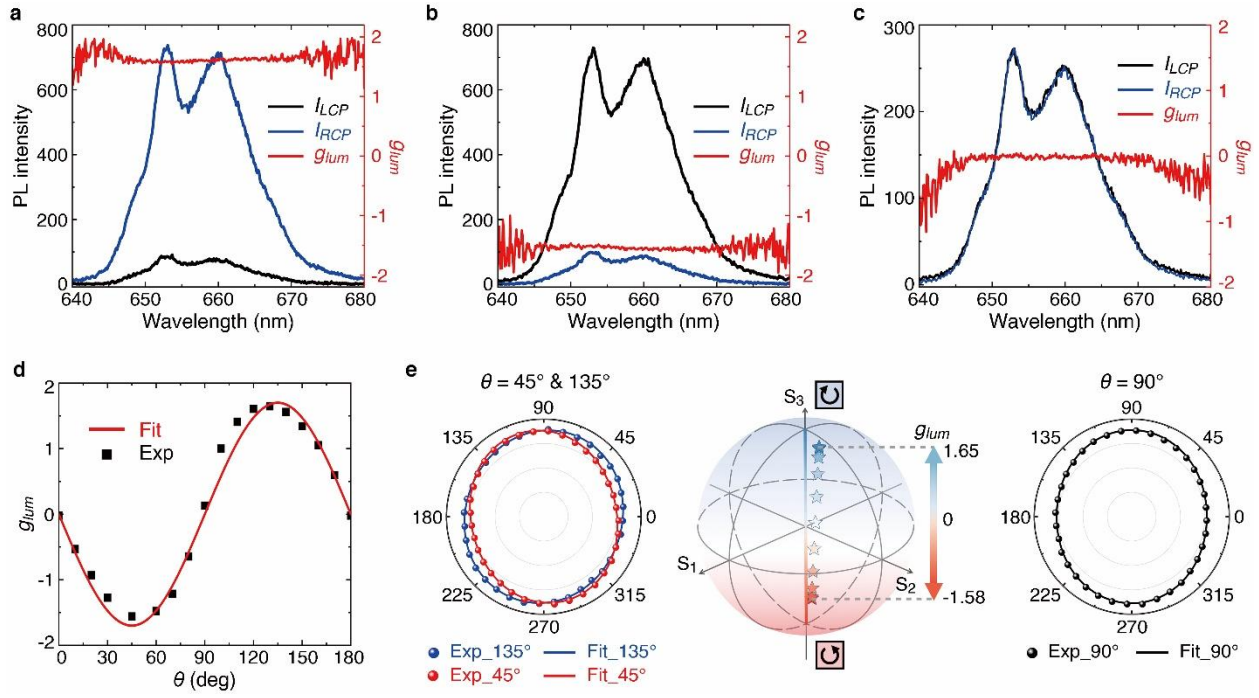 a
PL intensity
800
600
400
200
0
640
650
660
670
680
Wavelength (nm)
2
1
0
-1
-2
g_lum
I_LCP
I_RCP
g_lum
b
PL intensity
800
600
400
200
0
640
650
660
670
680
Wavelength (nm)
2
1
0
-1
-2
g_lum
I_LCP
I_RCP
g_lum
c
PL intensity
300
200
100
0
640
650
660
670
680
Wavelength (nm)
2
1
0
-1
-2
g_lum
I_LCP
I_RCP
g_lum
d
g_lum
2
1
0
-1
-2
0
30
60
90
120
150
180
θ (deg)
Fit
Exp
e
θ = 45° & 135°
90
135
45
180
0
225
315
270
Exp_135°
Fit_135°
Exp_45°
Fit_45°
S₃
S₁
S₂
g_lum
1.65
0
-1.58
θ = 90°
90
135
45
180
0
225
315
270
Exp_90°
Fit_90°